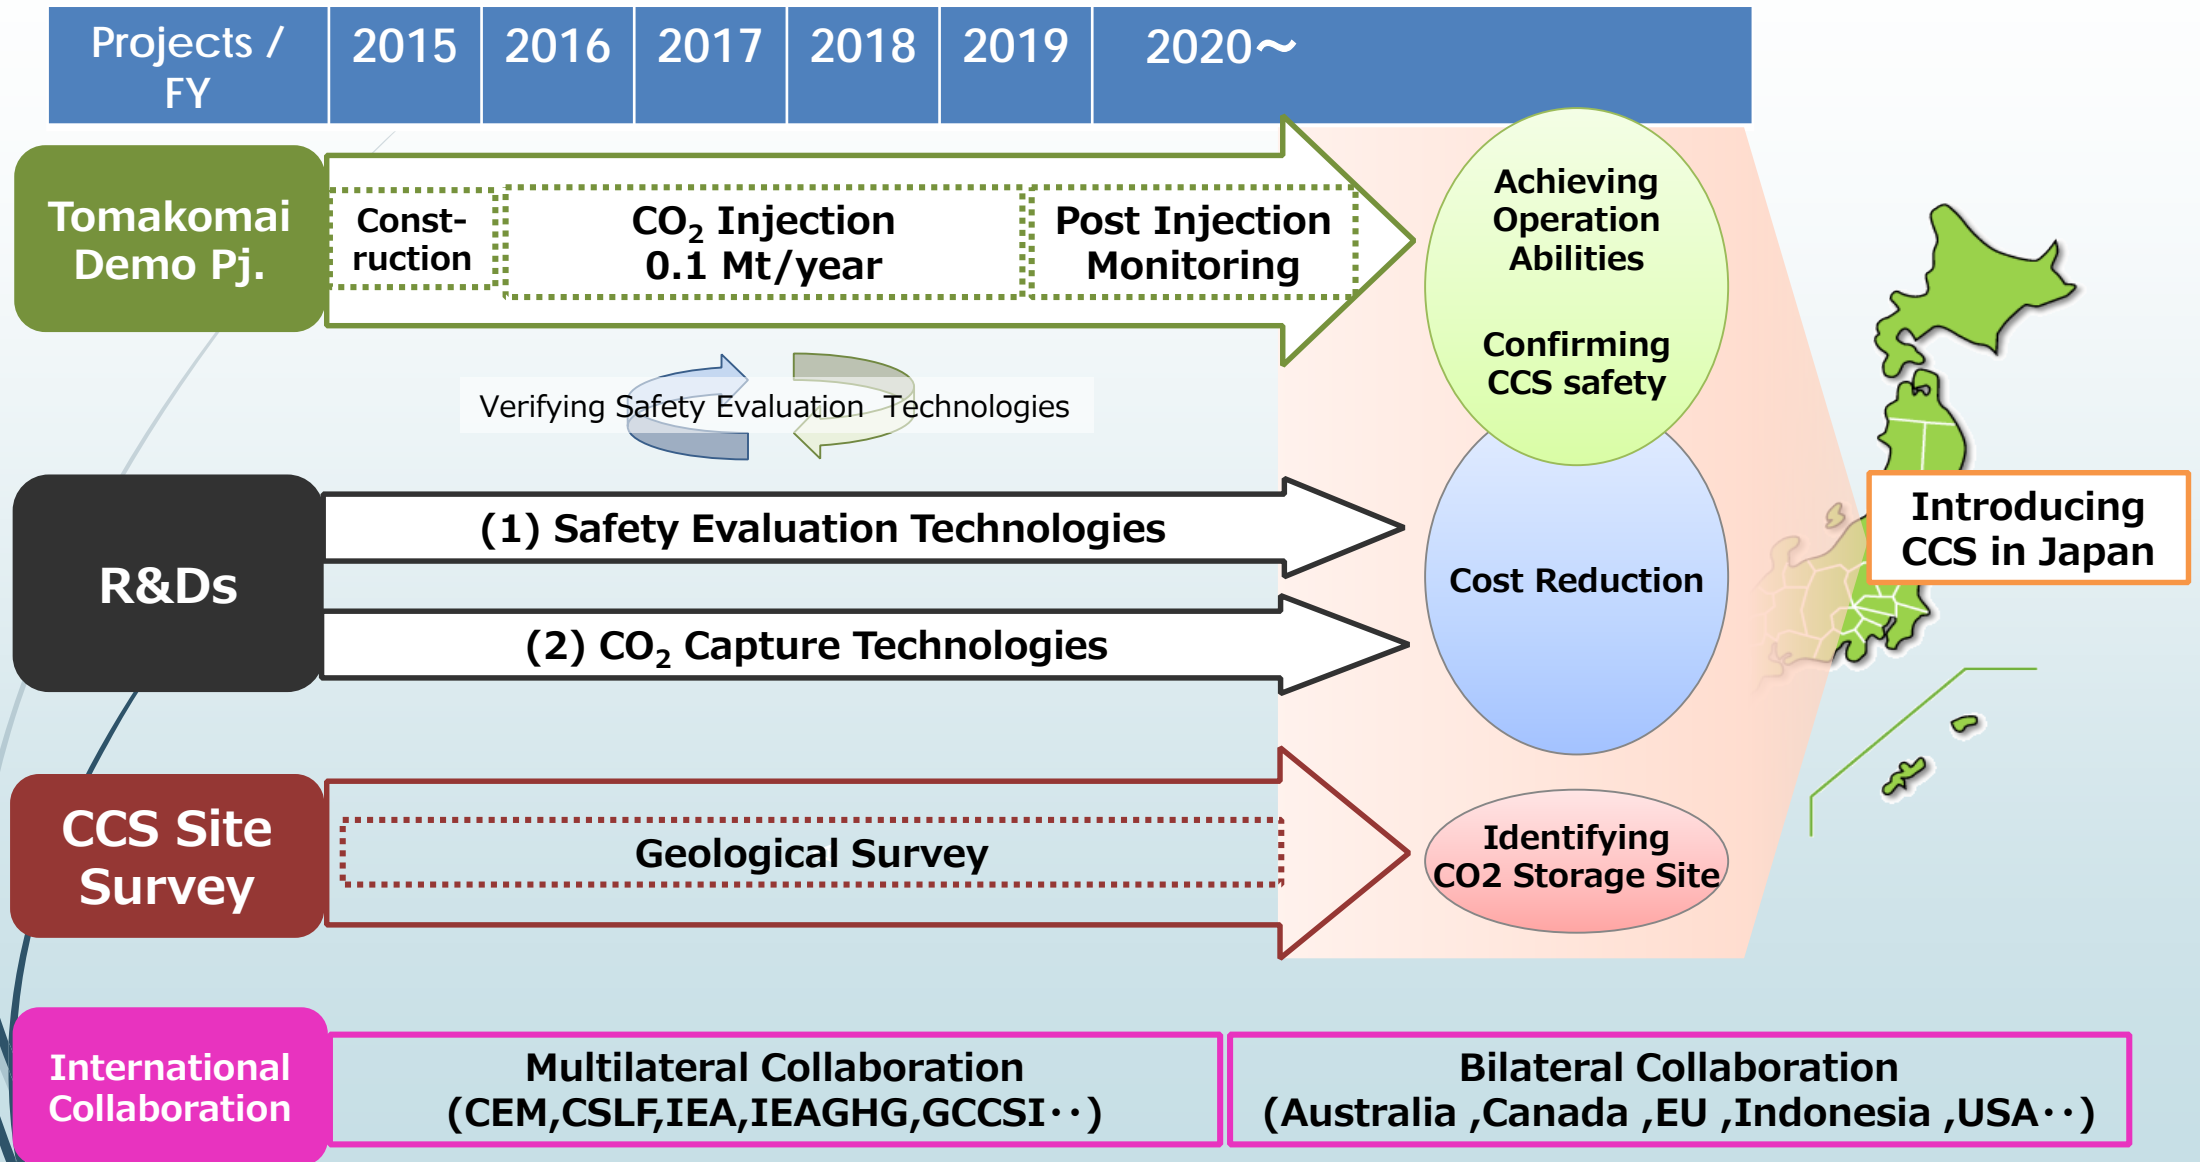 Projects /
FY
2015
2016
2017
2018
2019
2020～
Tomakomai
Demo Pj.
Const-
ruction
CO₂ Injection
0.1 Mt/year
Post Injection
Monitoring
Achieving
Operation
Abilities
Confirming
CCS safety
Verifying Safety Evaluation Technologies
R&Ds
(1) Safety Evaluation Technologies
(2) CO₂ Capture Technologies
Cost Reduction
Introducing
CCS in Japan
CCS Site
Survey
Geological Survey
Identifying
CO2 Storage Site
International
Collaboration
Multilateral Collaboration
(CEM,CSLF,IEA,IEAGHG,GCCSI･･)
Bilateral Collaboration
(Australia ,Canada ,EU ,Indonesia ,USA･･)